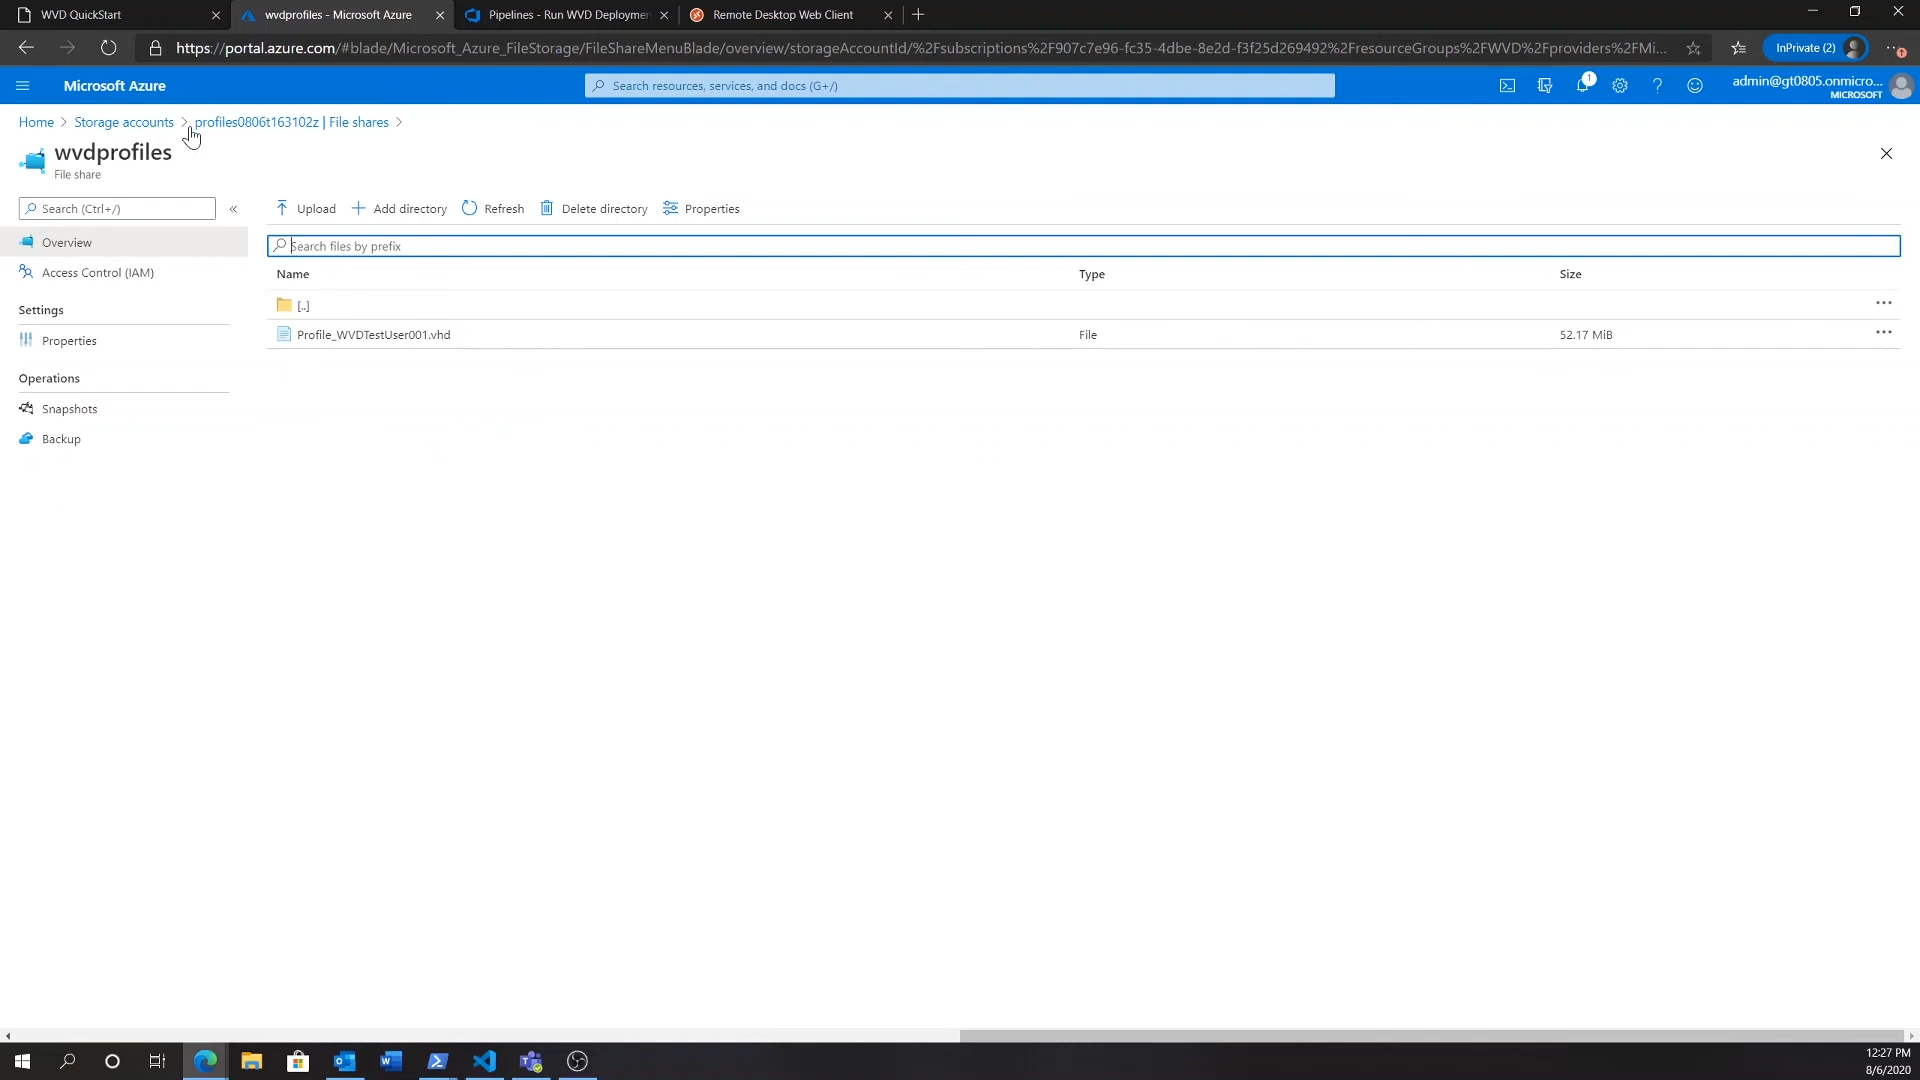 WVD QuickStart
wvdprofiles - Microsoft Azure
Pipelines - Run WVD Deploymen
Remote Desktop Web Client
https://portal.azure.com/#blade/Microsoft_Azure_FileStorage/FileShareMenuBlade/overview/storageAccountId/%2Fsubscriptions%2F907c7e96-fc35-4dbe-8e2d-f3f25d269492%2FresourceGroups%2FWVD%2Fproviders%2FMi...
InPrivate (2)
Microsoft Azure
Search resources, services, and docs (G+/)
1
admin@gt0805.onmicro...
MICROSOFT
Home > Storage accounts > profiles0806t163102z | File shares >
wvdprofiles
File share
Search (Ctrl+/)
«
Upload
Add directory
Refresh
Delete directory
Properties
Overview
Search files by prefix
Access Control (IAM)
Name
Type
Size
[..]
Settings
Profile_WVDTestUser001.vhd
File
52.17 MiB
Properties
Operations
Snapshots
Backup
12:27 PM
8/6/2020